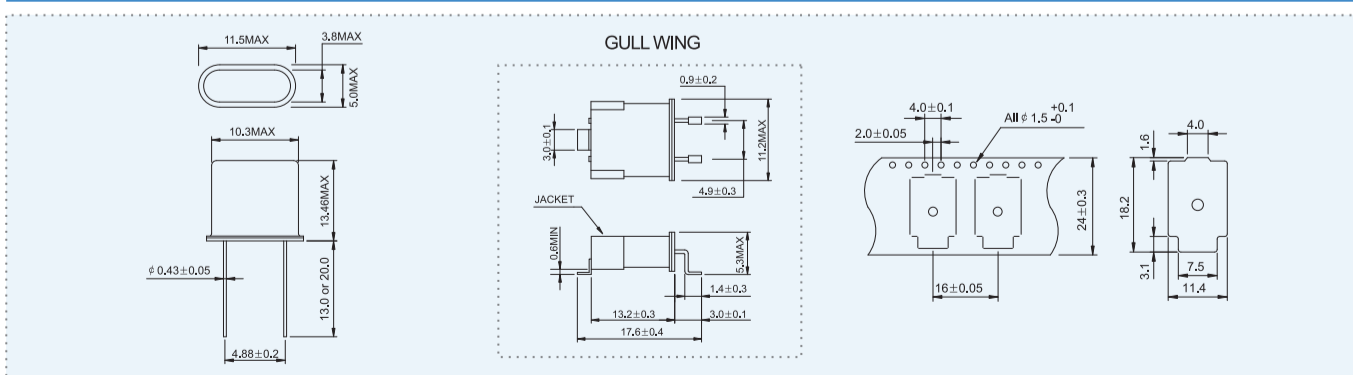 11.5MAX
3.8MAX
5.0MAX
10.3MAX
13.46MAX
ϕ 0.43±0.05
13.0 or 20.0
4.88±0.2
GULL WING
0.9±0.2
3.0±0.1
11.2MAX
4.9±0.3
JACKET
0.6MIN
5.3MAX
1.4±0.3
13.2±0.3
3.0±0.1
17.6±0.4
4.0±0.1
All ϕ 1.5 +0.1 -0
2.0±0.05
24±0.3
16±0.05
4.0
1.6
18.2
3.1
7.5
11.4